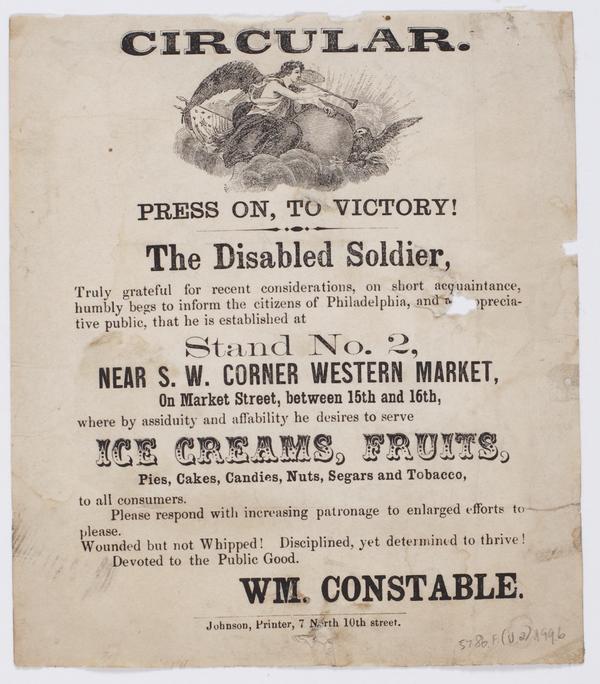 CIRCULAR.
PRESS ON, TO VICTORY!
The Disabled Soldier,
Truly grateful for recent considerations, on short acquaintance,
humbly begs to inform the citizens of Philadelphia, and
tive public, that he is established at
Stand No. 2,
NEAR S. W. CORNER WESTERN MARKET,
On Market Street, between 15th and 16th,
where by assiduity and affability he desires to serve
ICE CREAMS, FRUITS,
Pies, Cakes, Candies, Nuts, Segars and Tobacco,
to all consumers.
Please respond with increasing patronage to enlarged efforts to
please.
Wounded but not Whipped! Disciplined, yet determined to thrive!
Devoted to the Public Good.
WM. CONSTABLE.
Johnson, Printer, 7 North 10th street.